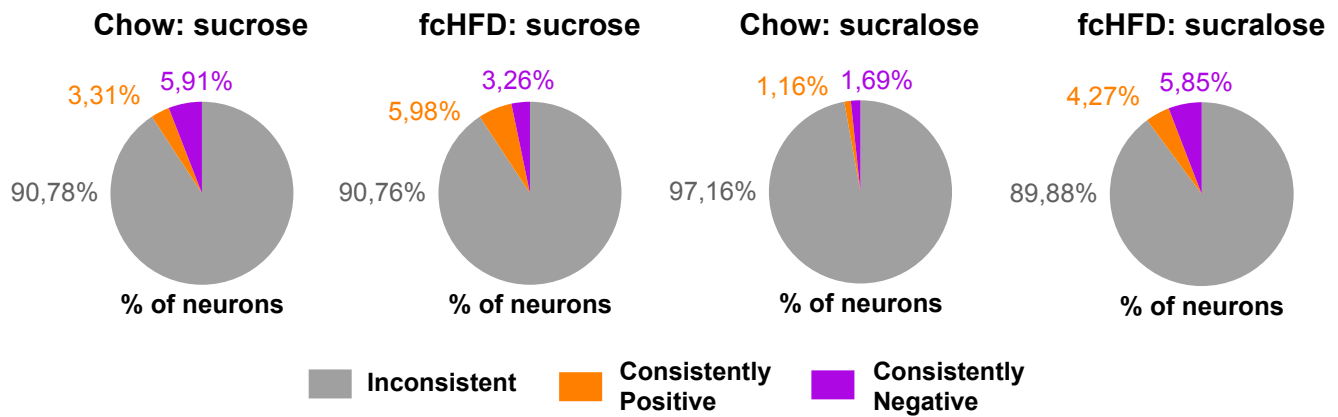 Chow: sucrose
5,91%
3,31%
90,78%
% of neurons
fcHFD: sucrose
3,26%
5,98%
90,76%
% of neurons
Chow: sucralose
1,16%
1,69%
97,16%
% of neurons
fcHFD: sucralose
5,85%
4,27%
89,88%
% of neurons
Inconsistent
Consistently
Positive
Consistently
Negative